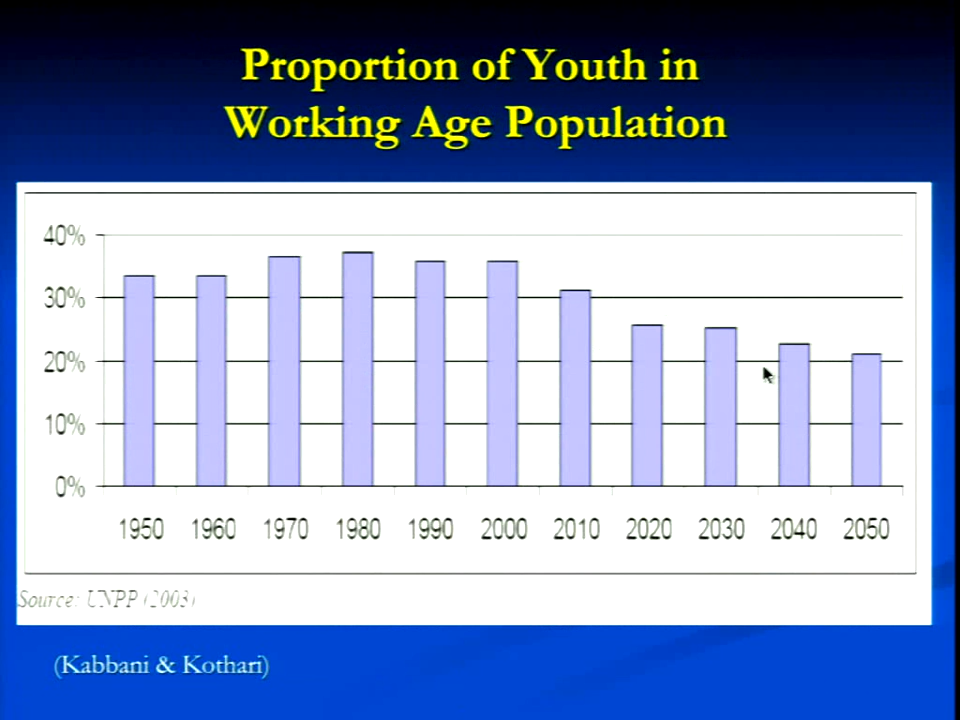 Proportion of Youth in
Working Age Population
40%
30%
20%
10%
0%
1950 1960 1970 1980 1990 2000 2010 2020 2030 2040 2050
Source: UNPP (2003)
(Kabbani & Kothari)